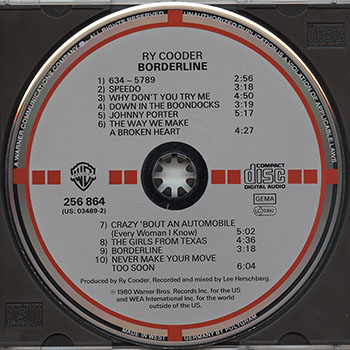 ALL RIGHTS RESERVED. UNAUTHORIZED DUPLICATION IS A VIOLATION OF APPLICABLE LAWS
A WARNER COMMUNICATIONS COMPANY
RY COODER
BORDERLINE
1) 634 – 5789 2:56
2) SPEEDO 3:18
3) WHY DON'T YOU TRY ME 4:50
4) DOWN IN THE BOONDOCKS 3:19
5) JOHNNY PORTER 5:17
6) THE WAY WE MAKE
A BROKEN HEART 4:27
256 864
(US: 03489-2)
COMPACT
disc
DIGITAL AUDIO
GEMA
7) CRAZY 'BOUT AN AUTOMOBILE
(Every Woman I Know) 5:02
8) THE GIRLS FROM TEXAS 4:36
9) BORDERLINE 3:18
10) NEVER MAKE YOUR MOVE
TOO SOON 6:04
Produced by Ry Cooder. Recorded and mixed by Lee Herschberg.
℗ 1980 Warner Bros. Records Inc. for the US
and WEA International Inc. for the world
outside of the US.
MADE IN WEST GERMANY BY POLYGRAM
disc